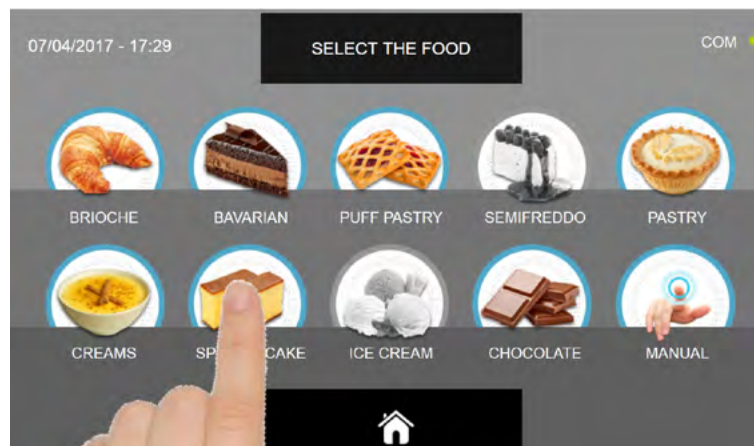 07/04/2017 - 17:29
SELECT THE FOOD
COM
BRIOCHE
BAVARIAN
PUFF PASTRY
SEMIFREDDO
PASTRY
CREAMS
CAKE
ICE CREAM
CHOCOLATE
MANUAL